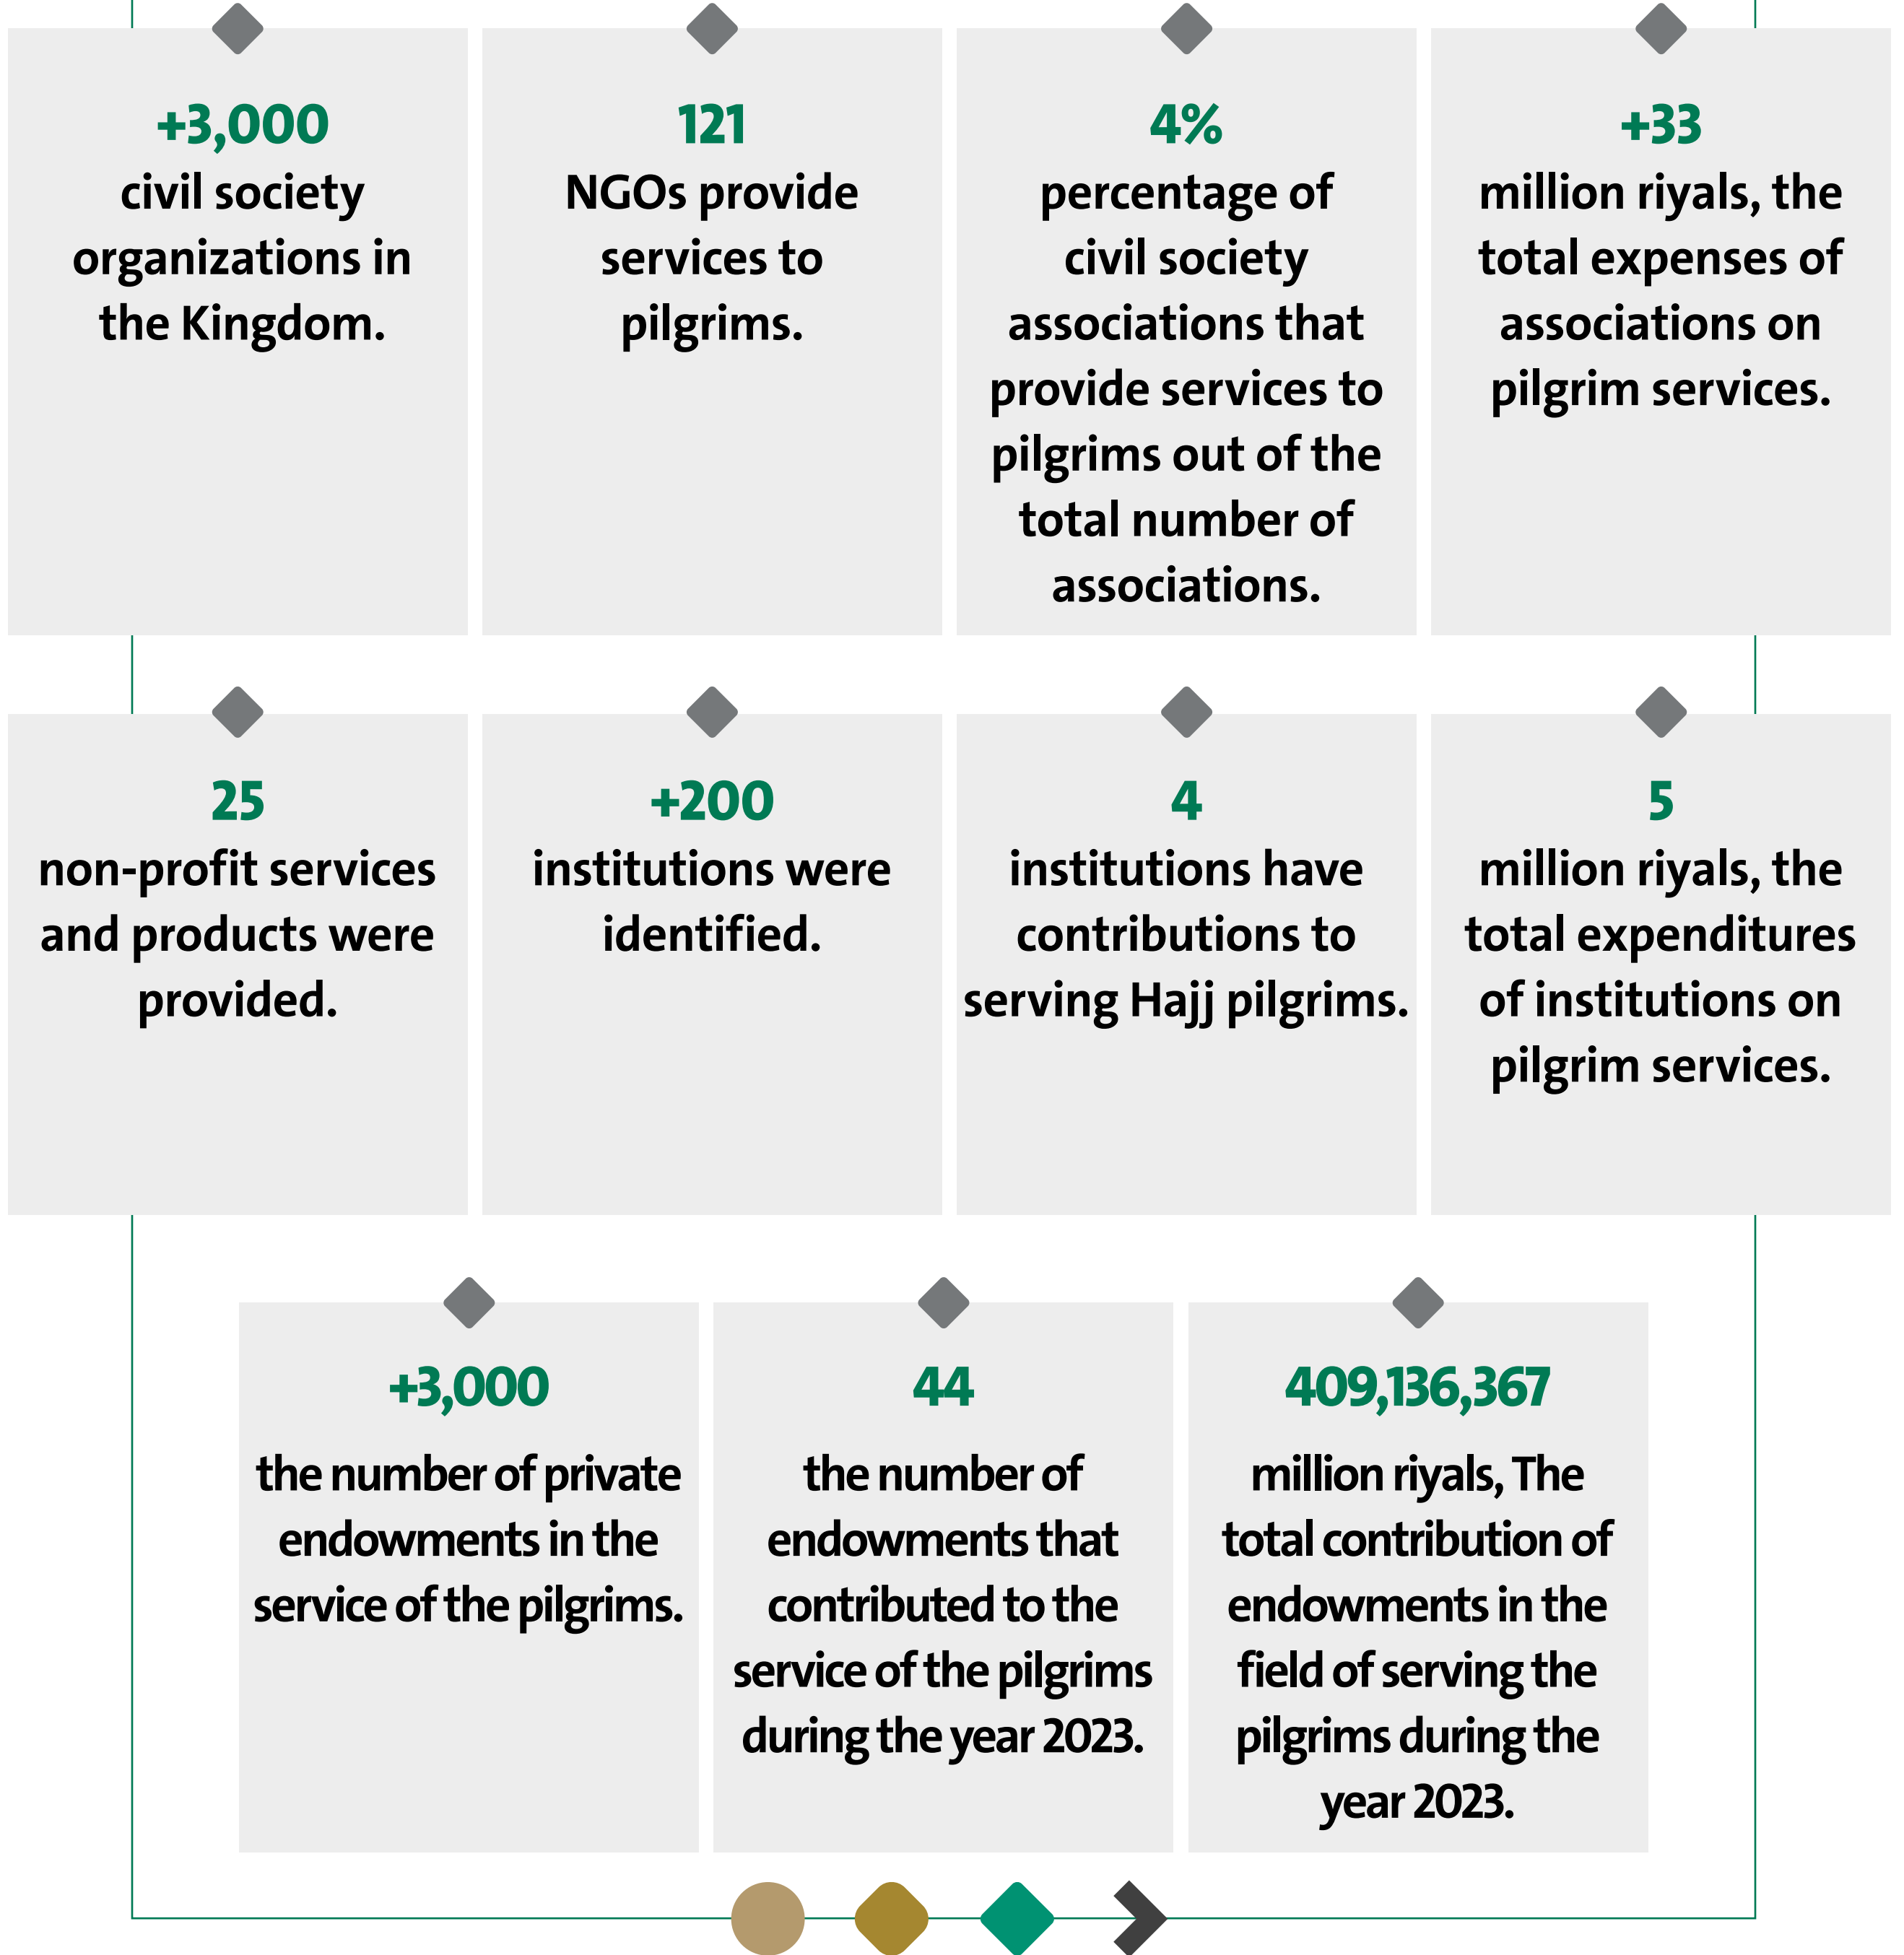 +3,000
civil society
organizations in
the Kingdom.
121
NGOs provide
services to
pilgrims.
4%
percentage of
civil society
associations that
provide services to
pilgrims out of the
total number of
associations.
+33
million riyals, the
total expenses of
associations on
pilgrim services.
25
non-profit services
and products were
provided.
+200
institutions were
identified.
4
institutions have
contributions to
serving Hajj pilgrims.
5
million riyals, the
total expenditures
of institutions on
pilgrim services.
+3,000
the number of private
endowments in the
service of the pilgrims.
44
the number of
endowments that
contributed to the
service of the pilgrims
during the year 2023.
409,136,367
million riyals, The
total contribution of
endowments in the
field of serving the
pilgrims during the
year 2023.